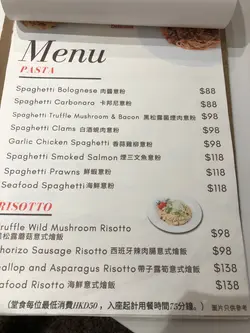 Menu
PASTA
Spaghetti Bolognese 肉醬意粉 $88
Spaghetti Carbonara 卡邦尼意粉 $88
Spaghetti Truffle Mushroom & Bacon 黑松露菌煙肉意粉 $98
Spaghetti Clams 白酒蜆肉意粉 $98
Garlic Chicken Spaghetti 香蒜雞柳意粉 $98
Spaghetti Smoked Salmon 煙三文魚意粉 $118
Spaghetti Prawns 鮮蝦意粉 $118
Seafood Spaghetti 海鮮意粉 $118
RISOTTO
Truffle Wild Mushroom Risotto
黑松露蘑菇意式燴飯 $98
horizo Sausage Risotto 西班牙辣肉腸意式燴飯 $98
allop and Asparagus Risotto 帶子露筍意式燴飯 $138
eafood Risotto 海鮮意式燴飯 $138
(堂食每位最低消費HKD50 , 入座起計用餐時間75分鐘。)
圖片只供參